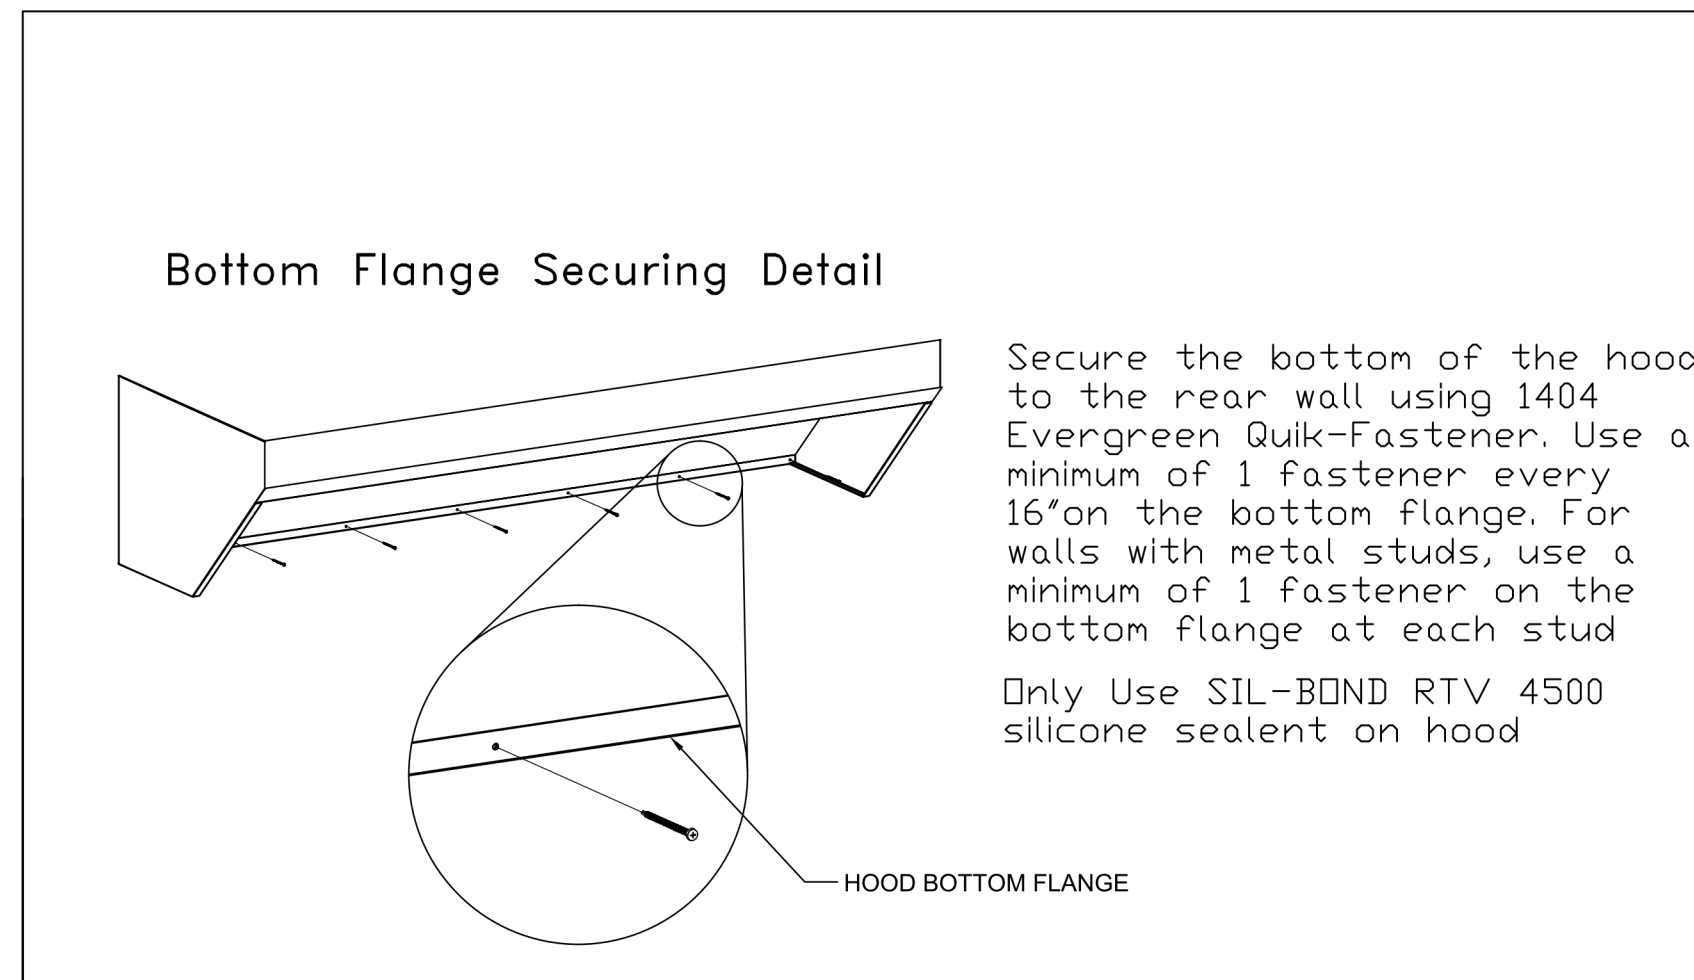 Bottom Flange Securing Detail
Secure the bottom of the hood
to the rear wall using 1404
Evergreen Quik-Fastener. Use a
minimum of 1 fastener every
16"on the bottom flange. For
walls with metal studs, use a
minimum of 1 fastener on the
bottom flange at each stud
Only Use SIL-BOND RTV 4500
silicone sealent on hood
HOOD BOTTOM FLANGE